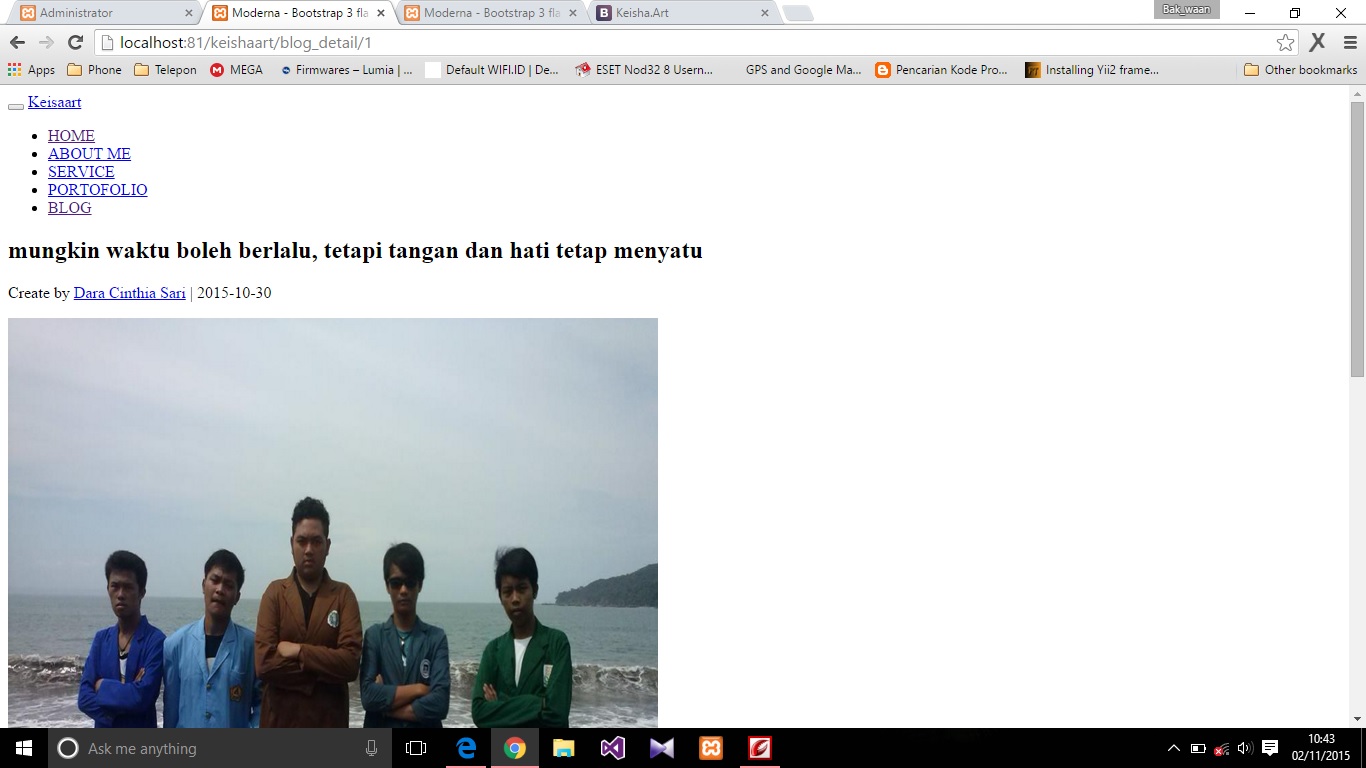 Administrator
Moderna - Bootstrap 3 fla
Moderna - Bootstrap 3 fla
Keisha.Art
Bak_waan
localhost:81/keishaart/blog_detail/1
Apps
Phone
Telepon
MEGA
Firmwares – Lumia | ...
Default WIFI.ID | De...
ESET Nod32 8 Usern...
GPS and Google Ma...
Pencarian Kode Pro...
Installing Yii2 frame...
Other bookmarks
Keisaart
HOME
ABOUT ME
SERVICE
PORTOFOLIO
BLOG
mungkin waktu boleh berlalu, tetapi tangan dan hati tetap menyatu
Create by Dara Cinthia Sari | 2015-10-30
Ask me anything
10:43
02/11/2015